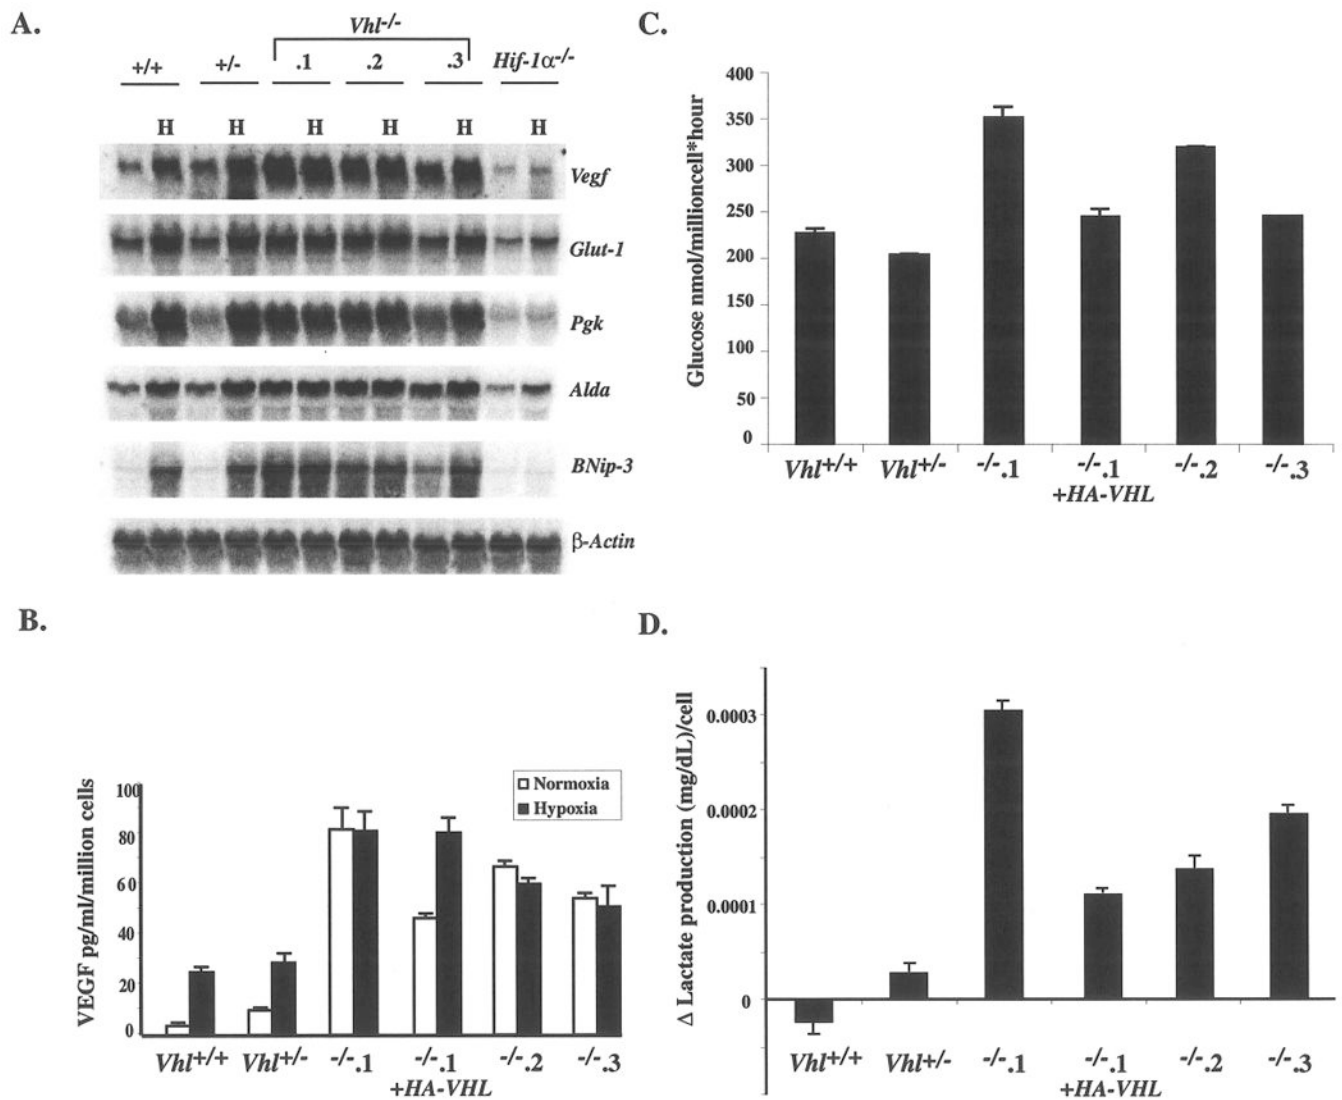 A.
Vhl-/-
+/+ +/- .1 .2 .3 Hif-1α-/-
H H H H H H
Vegf
Glut-1
Pgk
Alda
BNip-3
β-Actin
B.
VEGF pg/ml/million cells
100
80
60
40
20
0
Normoxia
Hypoxia
Vhl+/+ Vhl+/- -/-.1 -/-.1 -/-.2 -/-.3
+HA-VHL
C.
Glucose nmol/millioncell*hour
400
350
300
250
200
150
100
50
0
Vhl+/+ Vhl+/- -/-.1 -/-.1 -/-.2 -/-.3
+HA-VHL
D.
Δ Lactate production (mg/dL)/cell
0.0003
0.0002
0.0001
0
Vhl+/+ Vhl+/- -/-.1 -/-.1 -/-.2 -/-.3
+HA-VHL